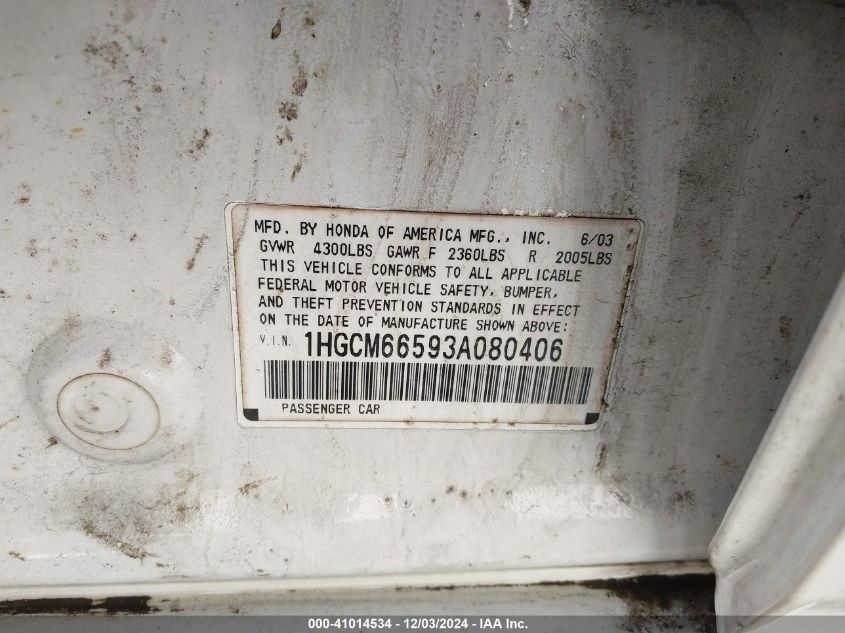 MFD. BY HONDA OF AMERICA MFG., INC. 6/03
GVWR 4300LBS GAWR F 2360LBS R 2005LBS
THIS VEHICLE CONFORMS TO ALL APPLICABLE
FEDERAL MOTOR VEHICLE SAFETY, BUMPER,
AND THEFT PREVENTION STANDARDS IN EFFECT
ON THE DATE OF MANUFACTURE SHOWN ABOVE:
V.I.N. 1HGCM66593A080406
PASSENGER CAR
000-41014534 - 12/03/2024 - IAA Inc.